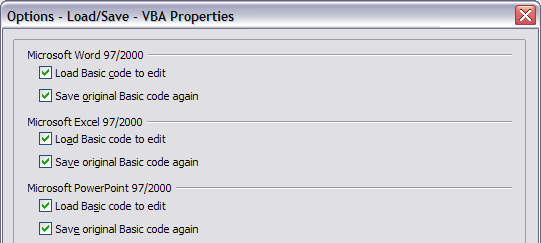 Options - Load/Save - VBA Properties
Microsoft Word 97/2000
Load Basic code to edit
Save original Basic code again
Microsoft Excel 97/2000
Load Basic code to edit
Save original Basic code again
Microsoft PowerPoint 97/2000
Load Basic code to edit
Save original Basic code again